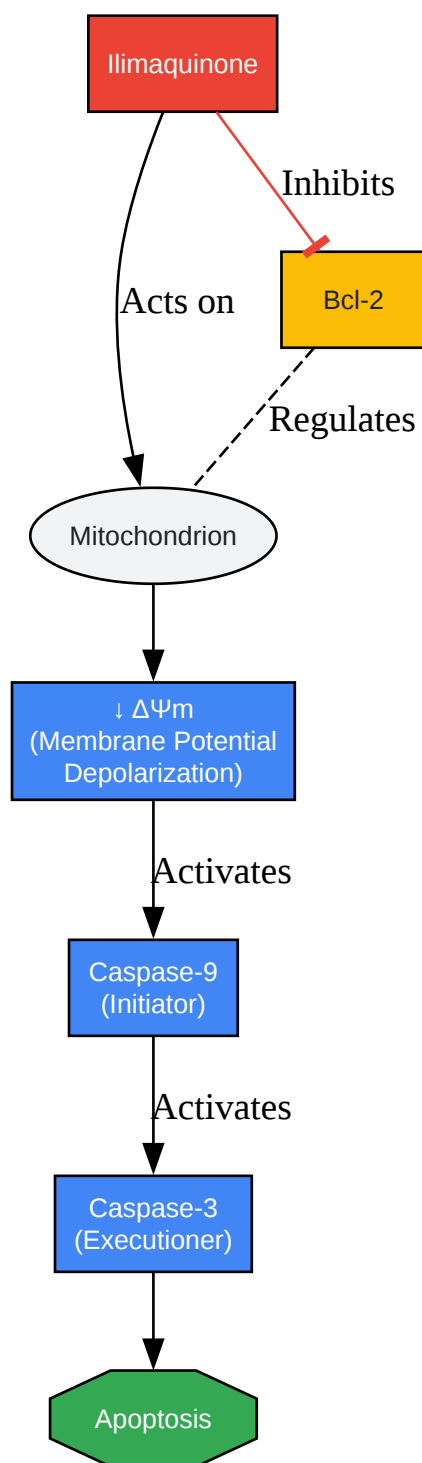 Ilimaquinone
Inhibits
Bcl-2
Acts on
Regulates
Mitochondrion
↓ ΔΨm
(Membrane Potential
Depolarization)
Activates
Caspase-9
(Initiator)
Activates
Caspase-3
(Executioner)
Apoptosis